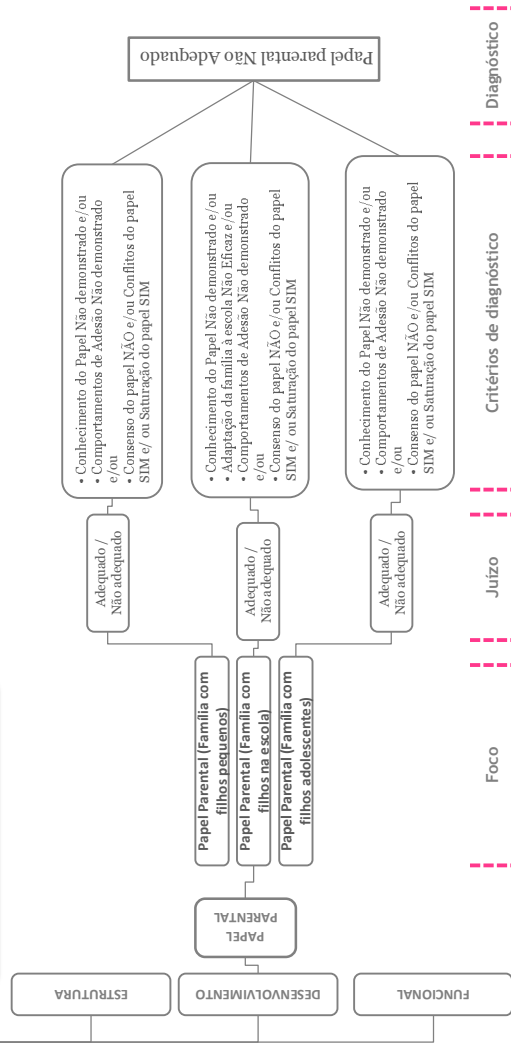 ESTRUTURA
DESENVOLVIMENTO
FUNCIONAL
PAPEL
PARENTAL
Papel Parental (Família com
filhos pequenos)
Papel Parental (Família com
filhos na escola)
Papel Parental (Família com
filhos adolescentes)
Adequado /
Não adequado
Adequado /
Não adequado
Adequado /
Não adequado
• Conhecimento do Papel Não demonstrado e/ou
• Comportamentos de Adesão Não demonstrado
e/ou
• Consenso do papel NÃO e/ou Conflitos do papel
SIM e/ ou Saturação do papel SIM
• Conhecimento do Papel Não demonstrado e/ou
• Adaptação da família à escola Não Eficaz e/ou
• Comportamentos de Adesão Não demonstrado
e/ou
• Consenso do papel NÃO e/ou Conflitos do papel
SIM e/ ou Saturação do papel SIM
• Conhecimento do Papel Não demonstrado e/ou
• Comportamentos de Adesão Não demonstrado
e/ou
• Consenso do papel NÃO e/ou Conflitos do papel
SIM e/ ou Saturação do papel SIM
Papel parental Não Adequado
Foco
Juízo
Critérios de diagnóstico
Diagnóstico